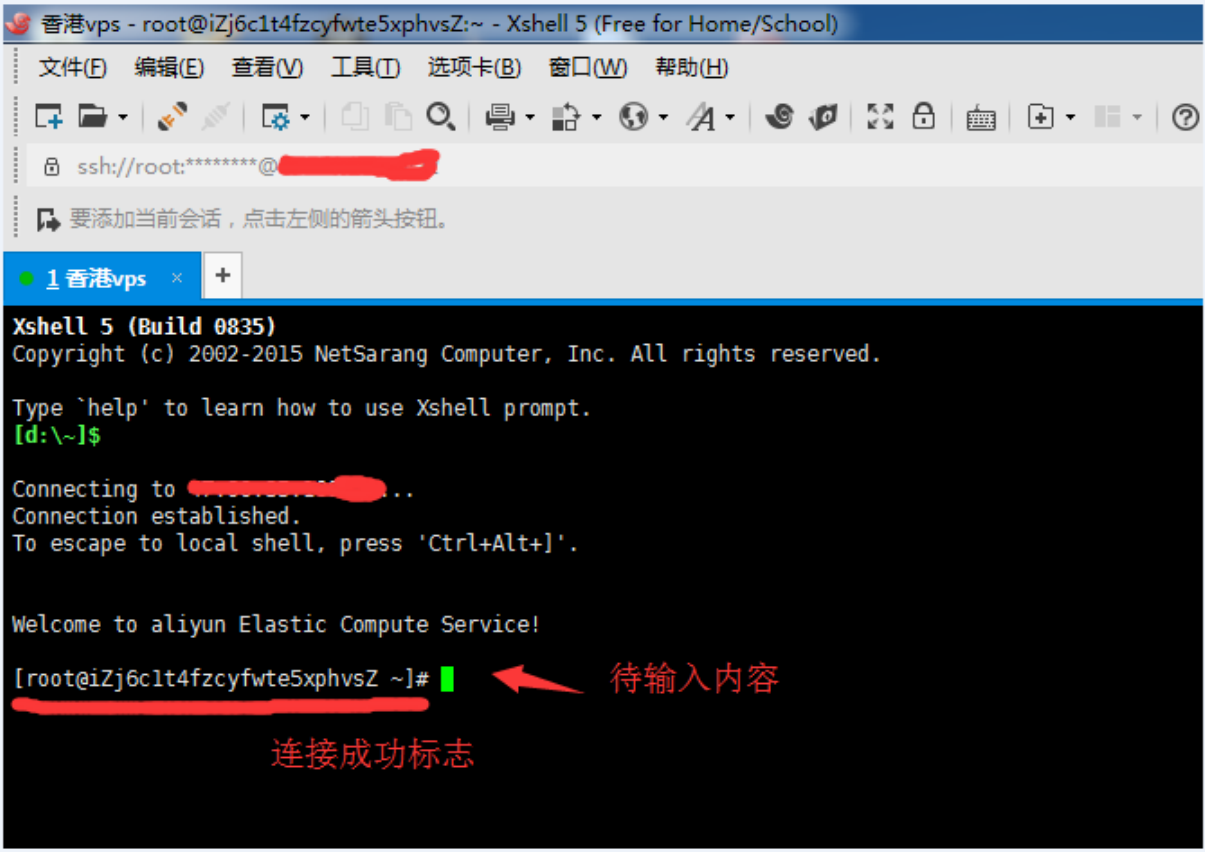 香港vps - root@iZj6c1t4fzcyfwte5xphvsZ:~ - Xshell 5 (Free for Home/School)
文件(F) 编辑(E) 查看(V) 工具(T) 选项卡(B) 窗口(W) 帮助(H)
ssh://root:********@
要添加当前会话，点击左侧的箭头按钮。
1 香港vps × +
Xshell 5 (Build 0835)
Copyright (c) 2002-2015 NetSarang Computer, Inc. All rights reserved.
Type `help' to learn how to use Xshell prompt.
[d:\~]$
Connecting to ...
Connection established.
To escape to local shell, press 'Ctrl+Alt+]'.
Welcome to aliyun Elastic Compute Service!
[root@iZj6c1t4fzcyfwte5xphvsZ ~]# 待输入内容
连接成功标志